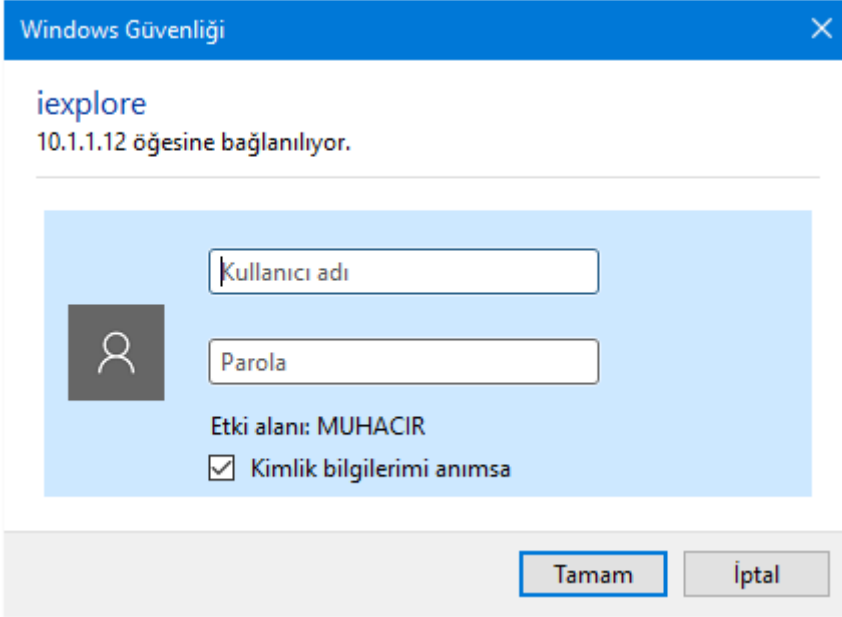 Windows Güvenliği
iexplore
10.1.1.12 öğesine bağlanılıyor.
Kullanıcı adı
Parola
Etki alanı: MUHACIR
Kimlik bilgilerimi anımsa
Tamam
İptal